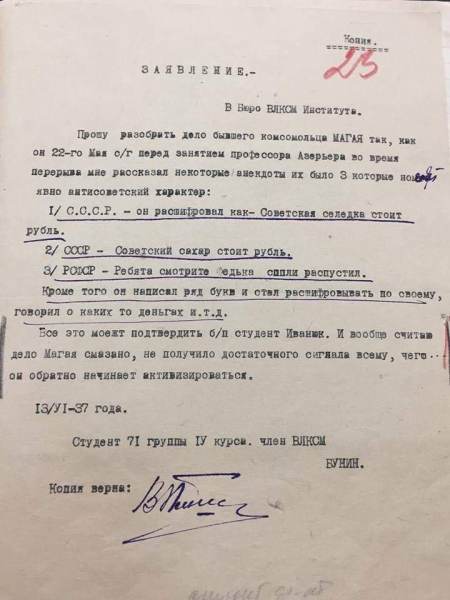 Копия.
23
ЗАЯВЛЕНИЕ.-
В Бюро ВЛКСМ Института.
Прошу разобрать дело бывшего комсомольца МАГАЯ так, как
он 22-го Мая с/г перед занятием профессора Азерьера во время
перерыва мне рассказал некоторые анекдоты их было 3 которые носят
явно антисоветский характер:
1/ С.С.С.Р. - он расшифровал как- Советская селедка стоит
рубль.
2/ СССР - Советский сахар стоит рубль.
3/ РСФСР - Ребята смотрите Федька сопли распустил.
Кроме того он написал ряд букв и стал расшифровывать по своему,
говорил о каких то деньгах и.т.д.
Все это моежт подтвердить б/п студент Иванюк. И вообще считаю
дело Магая смазано, не получило достаточного сигнала всему, чего
он обратно начинает активизироваться.
13/VI-37 года.
Студент 71 группы IV курса. член ВЛКСМ
БУНИН.
Копия верна: